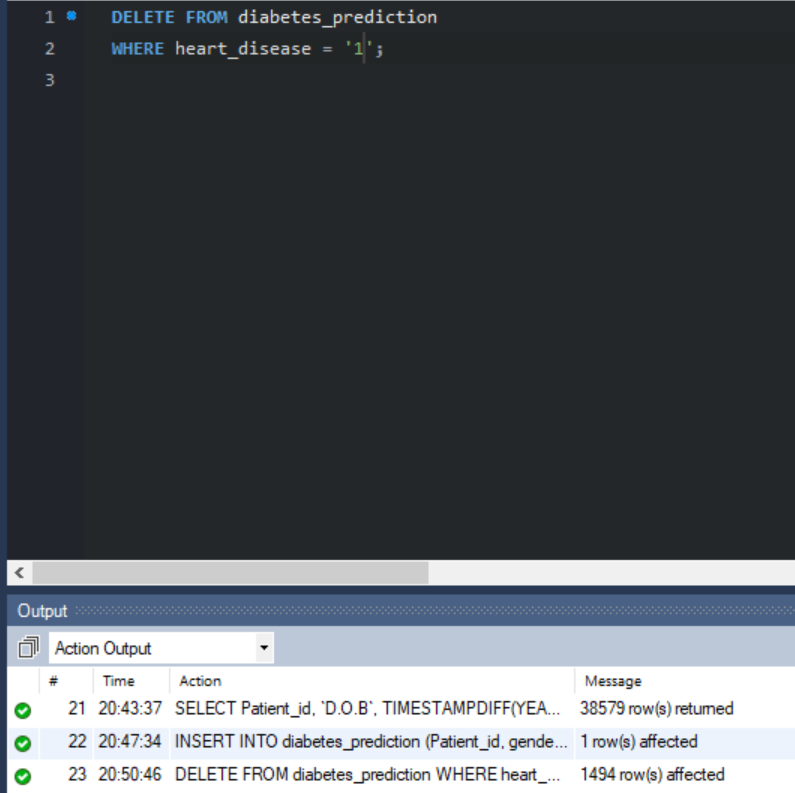 1 DELETE FROM diabetes_prediction
2 WHERE heart_disease = '1';
3
Output
Action Output
# Time Action Message
21 20:43:37 SELECT Patient_id, `D.O.B`, TIMESTAMPDIFF(YEA... 38579 row(s) returned
22 20:47:34 INSERT INTO diabetes_prediction (Patient_id, gende... 1 row(s) affected
23 20:50:46 DELETE FROM diabetes_prediction WHERE heart_... 1494 row(s) affected